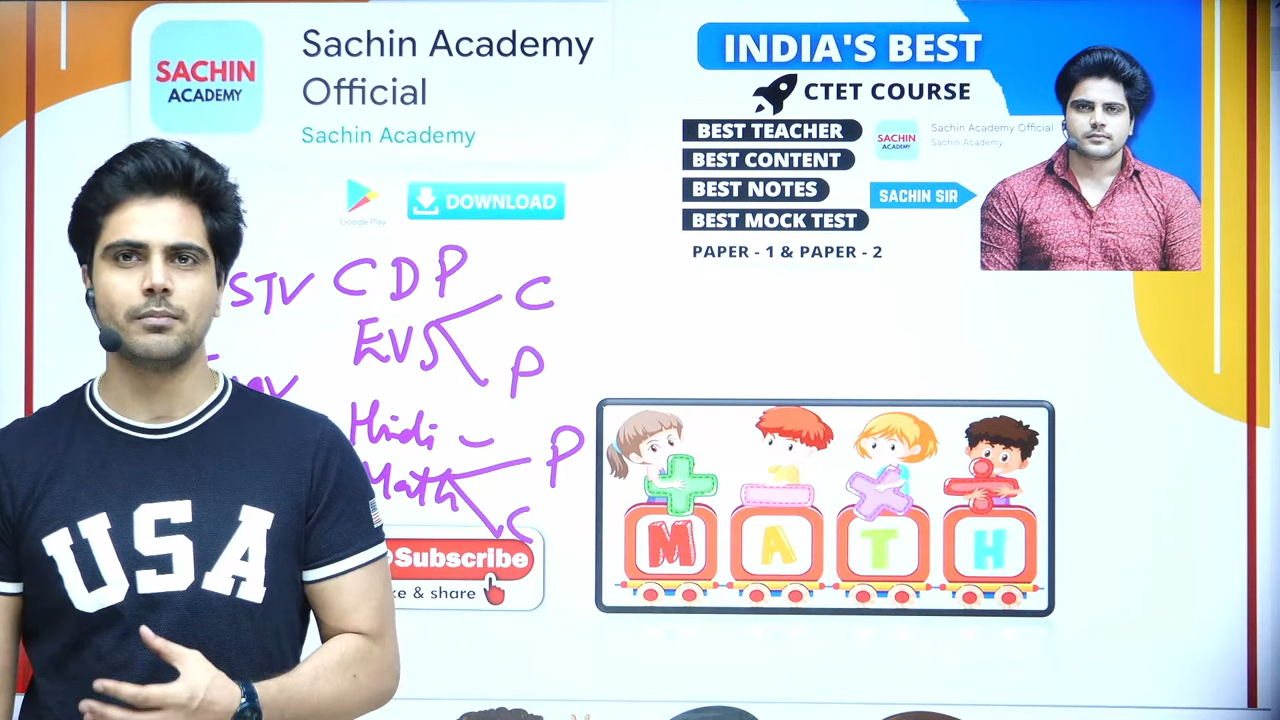 SACHIN
ACADEMY
Sachin Academy
Official
Sachin Academy
Google Play
DOWNLOAD
INDIA'S BEST
CTET COURSE
BEST TEACHER
BEST CONTENT
BEST NOTES
BEST MOCK TEST
PAPER - 1 & PAPER - 2
SACHIN
ACADEMY
Sachin Academy Official
Sachin Academy
SACHIN SIR
STV CDP
EVS C
P
Hindi
Math P
C
Subscribe
& share
MATH
USA